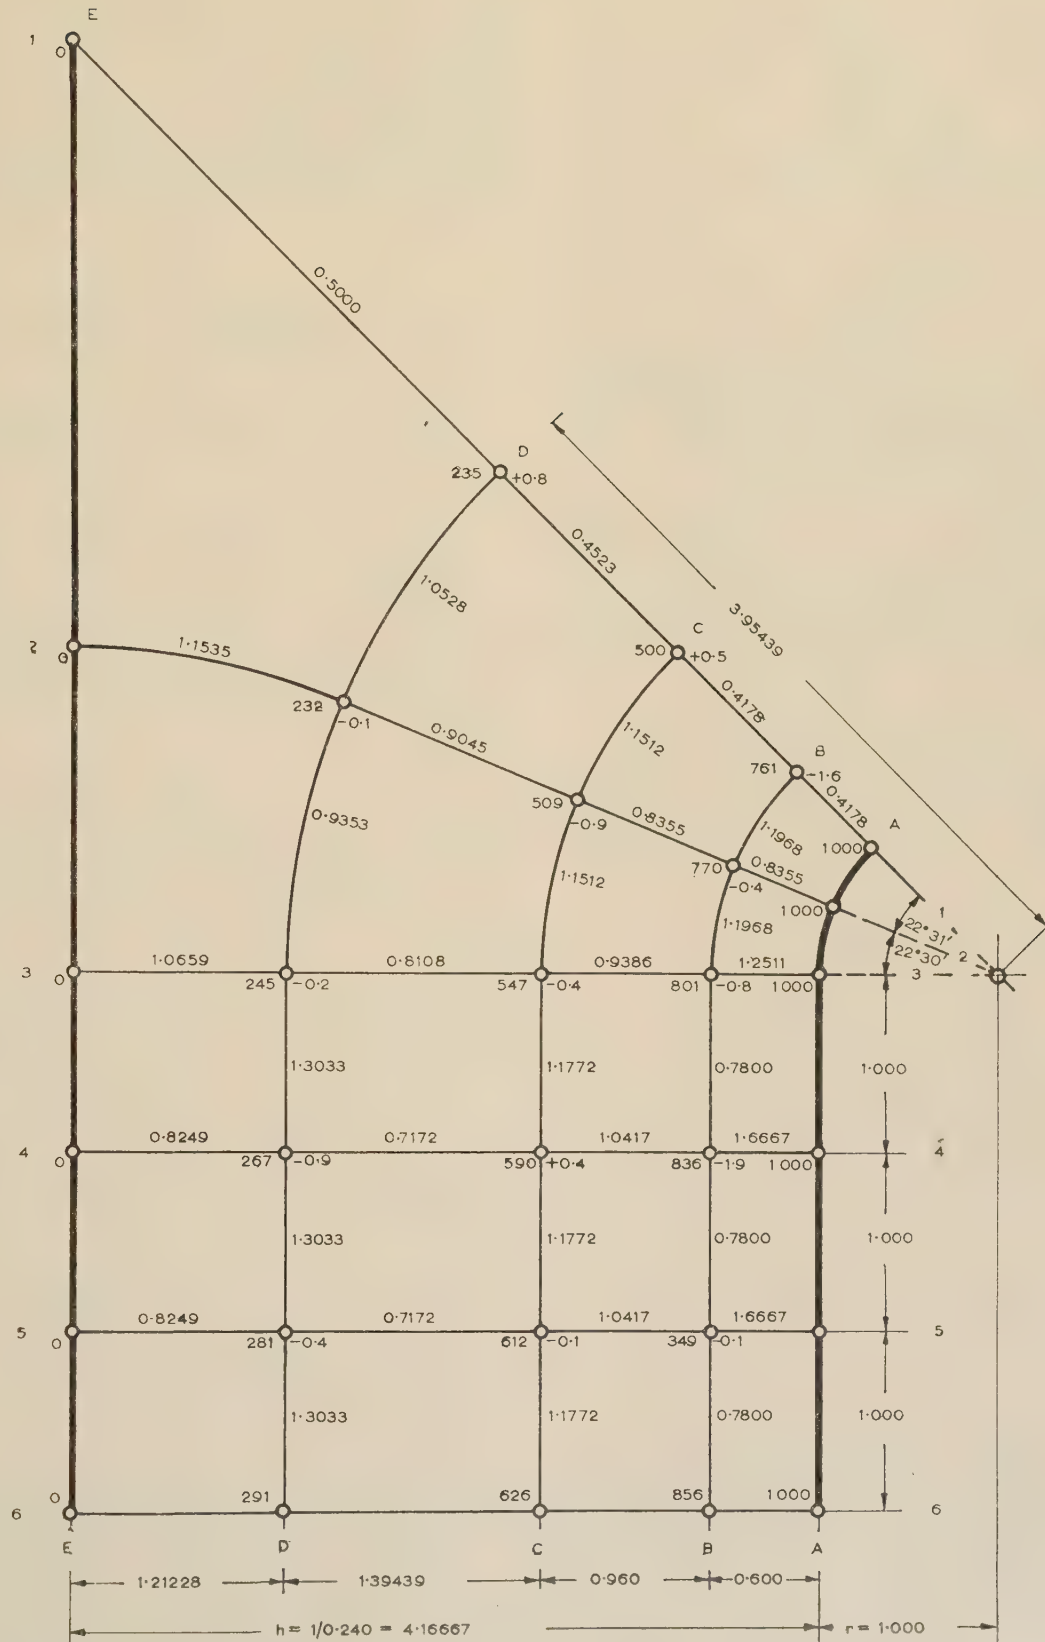 E
1
0
0·5000
D
235 +0·8
0·4523
1·0528
3·95439
C
500 +0·5
2
0
1·1535
232
-0·1
0·9045
1·1512
0·4178
B
761 -1·6
0·4178
A
509
-0·9
0·8355
1·1968
1000
0·9353
770
-0·4
0·8355
1·1512
1000
1
22°31'
1·1968
22°30'
2
3
0
1·0659
245 -0·2
0·8108
547 -0·4
0·9386
801 -0·8
1·2511
1000
3
1·3033 1·1772 0·7800 1·000
0·8249 0·7172 1·0417 1·6667
4 0 267 -0·9 590 +0·4 836 -1·9 1000 4
1·3033 1·1772 0·7800 1·000
0·8249 0·7172 1·0417 1·6667
5 0 281 -0·4 612 -0·1 349 -0·1 5
1·3033 1·1772 0·7800 1·000
0 291 626 856 1000
6 6
E D C B A
1·21228 1·39439 0·960 0·600
h = 1/0·240 = 4·16667 r = 1·000